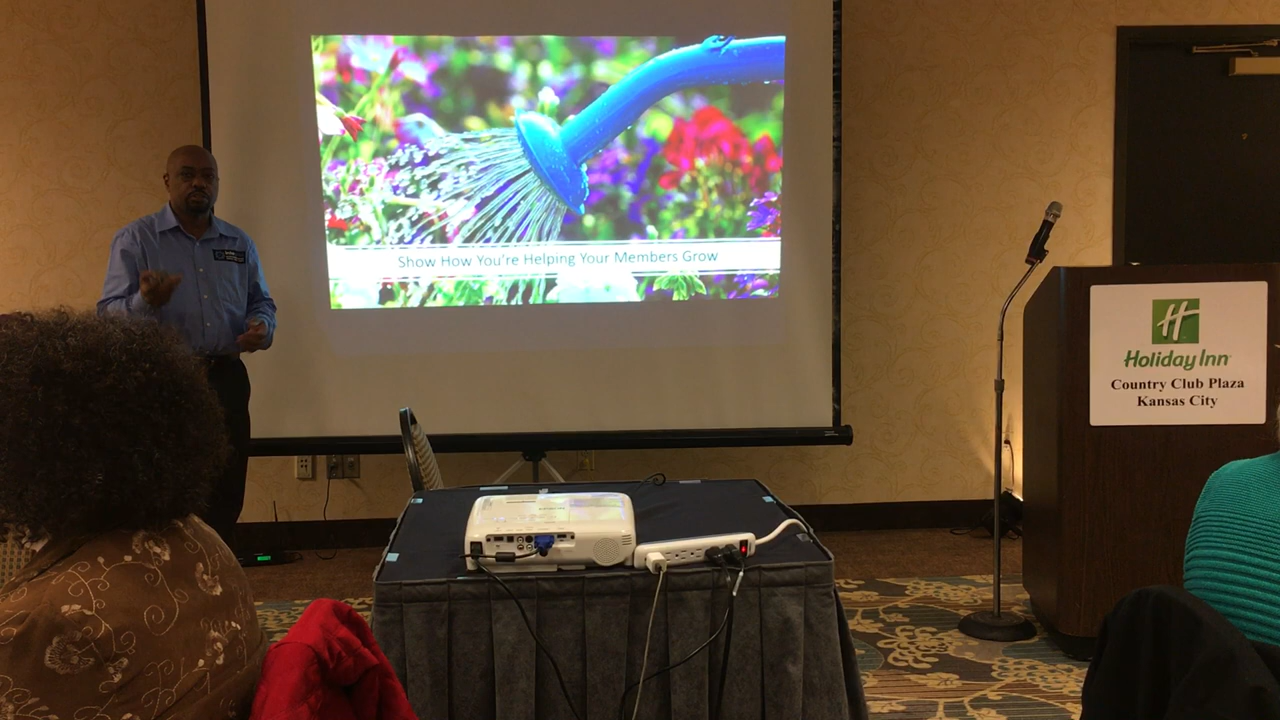 Show How You're Helping Your Members Grow
H
Holiday Inn
Country Club Plaza
Kansas City